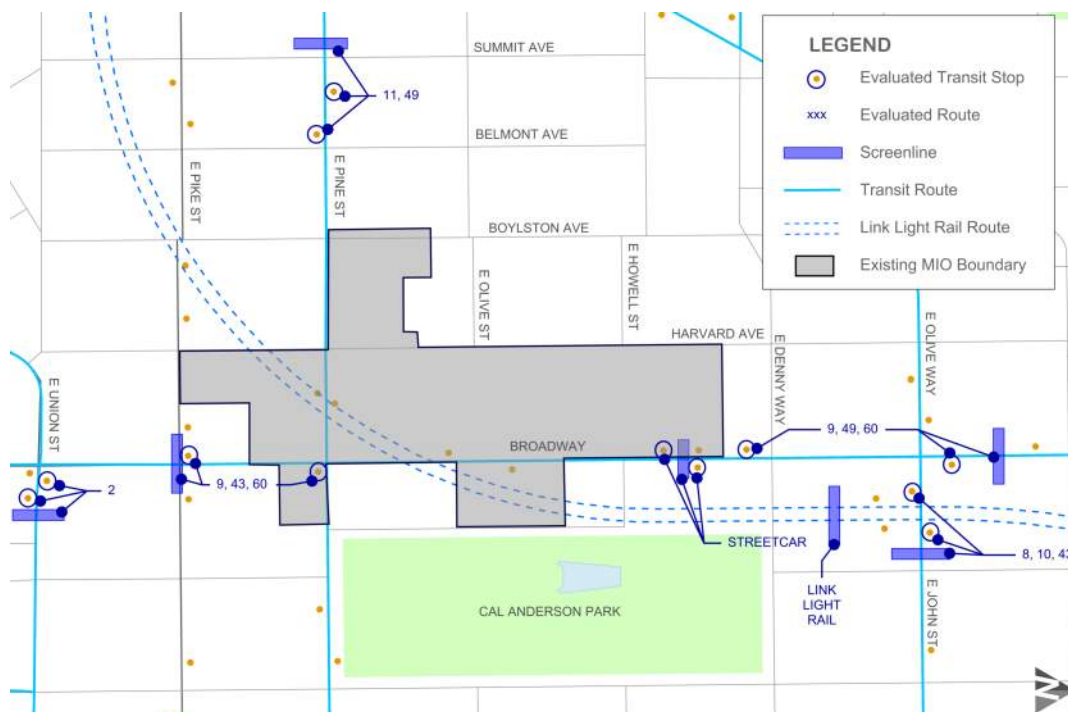 SUMMIT AVE
LEGEND
Evaluated Transit Stop
11, 49
xxx Evaluated Route
BELMONT AVE
Screenline
E PIKE ST
E PINE ST
Transit Route
BOYLSTON AVE
Link Light Rail Route
E OLIVE ST
E HOWELL ST
Existing MIO Boundary
HARVARD AVE
E DENNY WAY
E OLIVE WAY
E UNION ST
BROADWAY
9, 49, 60
2
9, 43, 60
STREETCAR
8, 10, 43
LINK
LIGHT
RAIL
CAL ANDERSON PARK
E JOHN ST
N